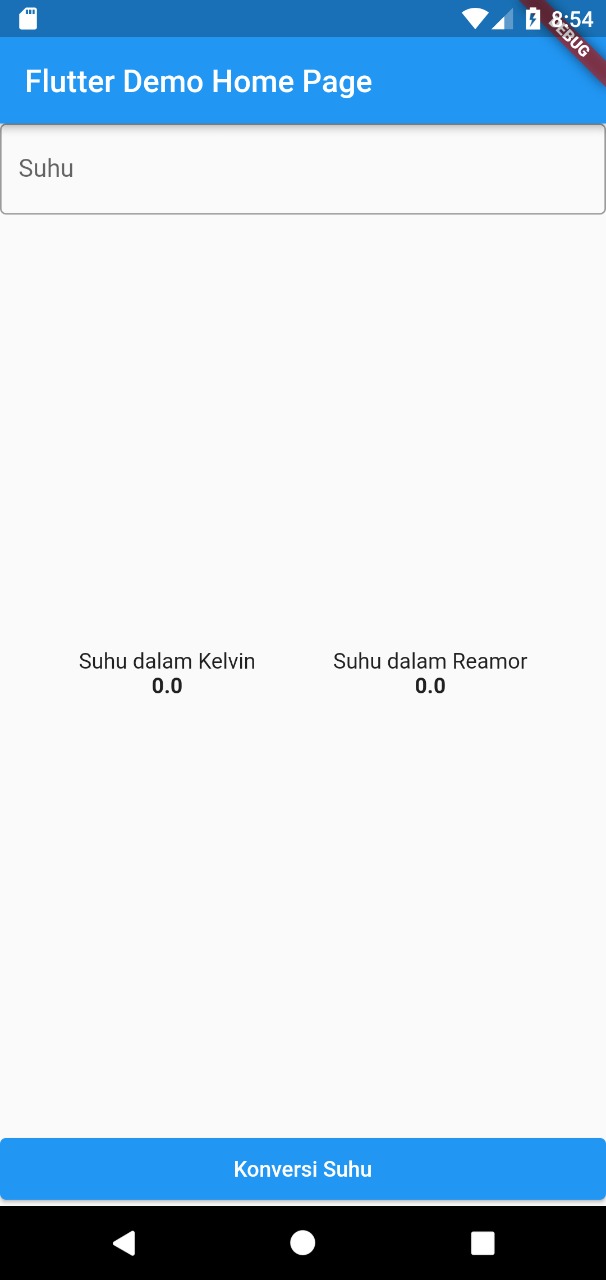 8:54
DEBUG
Flutter Demo Home Page
Suhu
Suhu dalam Kelvin
0.0
Suhu dalam Reamor
0.0
Konversi Suhu